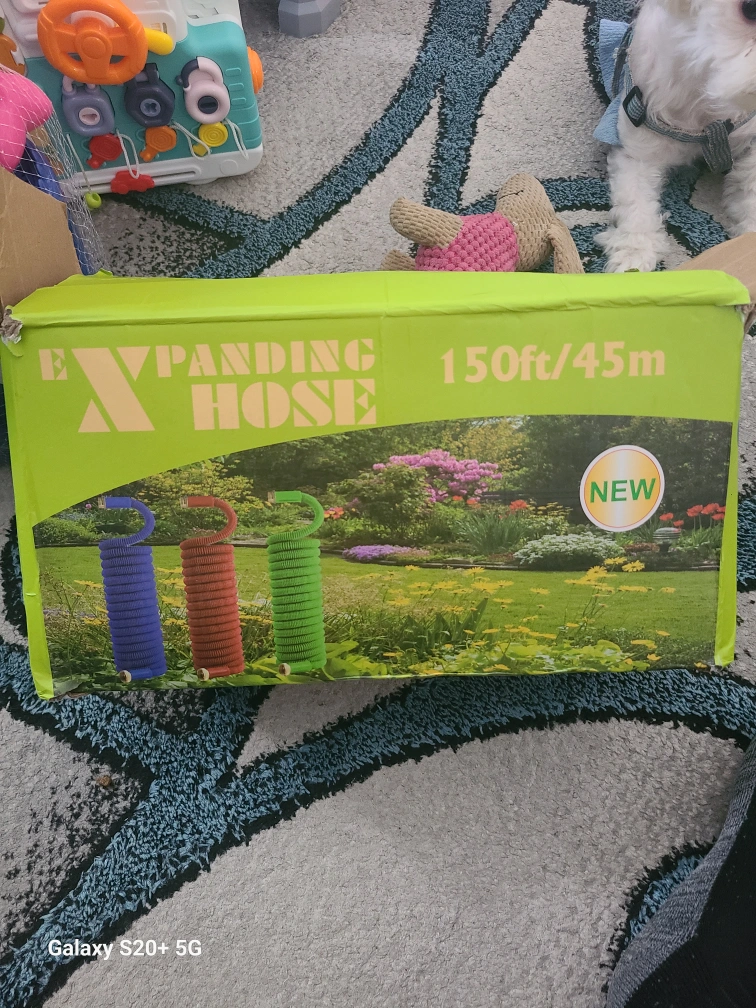 EXPANDING
HOSE
150ft/45m
NEW
Galaxy S20+ 5G